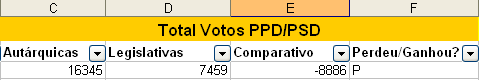 C D E F
Total Votos PPD/PSD
Autárquicas Legislativas Comparativo Perdeu/Ganhou?
16345 7459 -8886 P